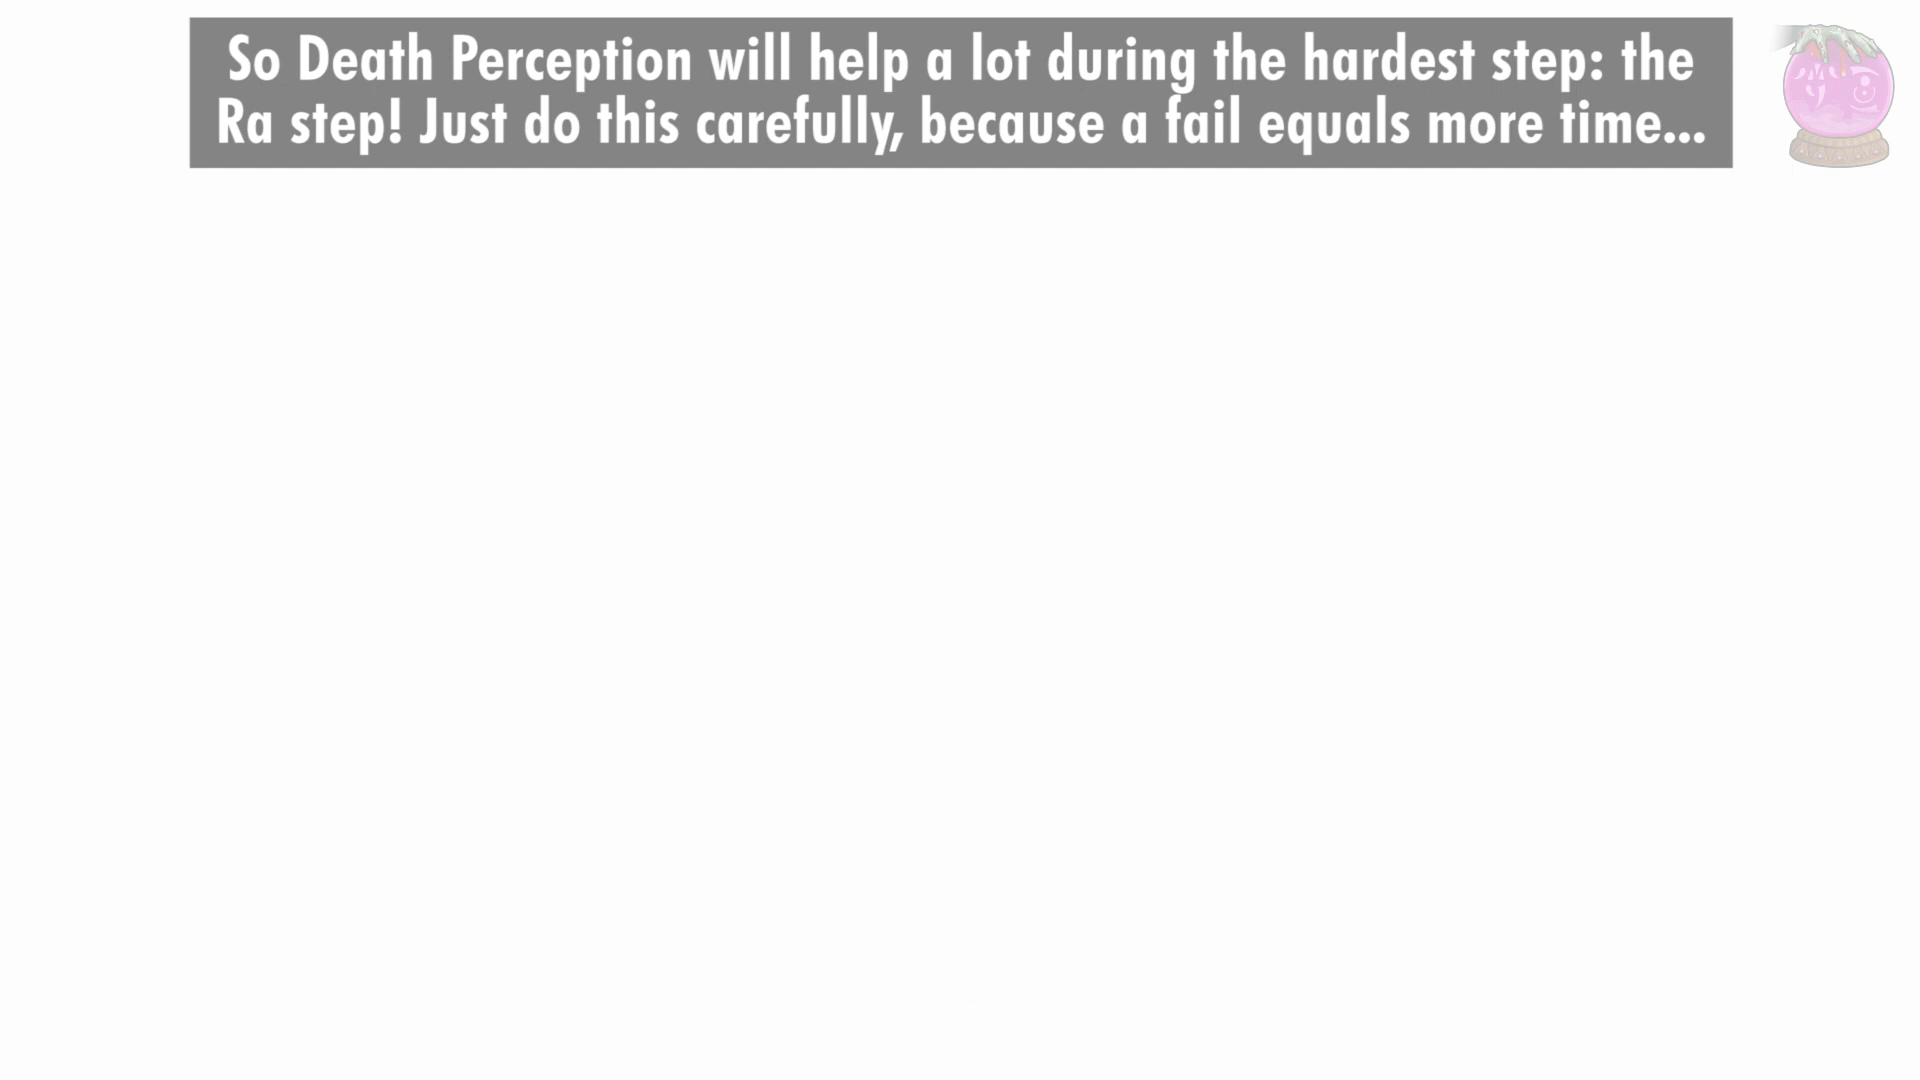 So Death Perception will help a lot during the hardest step: the
Ra step! Just do this carefully, because a fail equals more time...